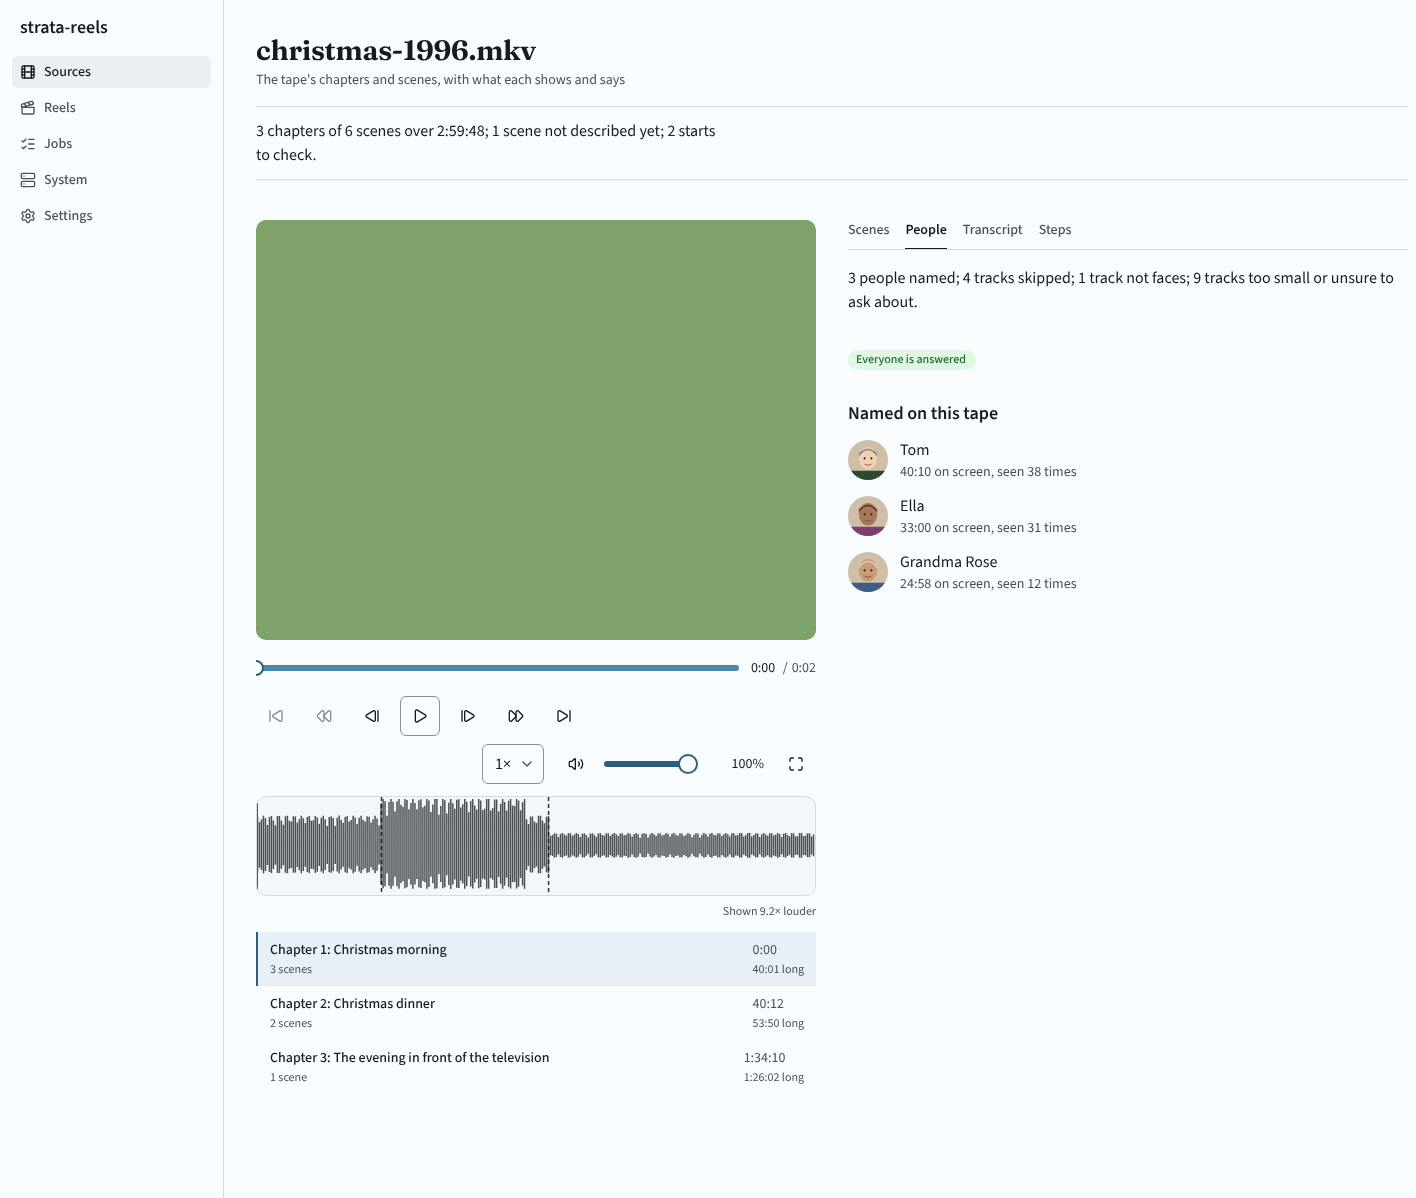 strata-reels
Sources
Reels
Jobs
System
Settings
christmas-1996.mkv
The tape's chapters and scenes, with what each shows and says
3 chapters of 6 scenes over 2:59:48; 1 scene not described yet; 2 starts
to check.
0:00 / 0:02
1×
100%
Shown 9.2× louder
Chapter 1: Christmas morning 0:00
3 scenes 40:01 long
Chapter 2: Christmas dinner 40:12
2 scenes 53:50 long
Chapter 3: The evening in front of the television 1:34:10
1 scene 1:26:02 long
Scenes People Transcript Steps
3 people named; 4 tracks skipped; 1 track not faces; 9 tracks too small or unsure to
ask about.
Everyone is answered
Named on this tape
Tom
40:10 on screen, seen 38 times
Ella
33:00 on screen, seen 31 times
Grandma Rose
24:58 on screen, seen 12 times